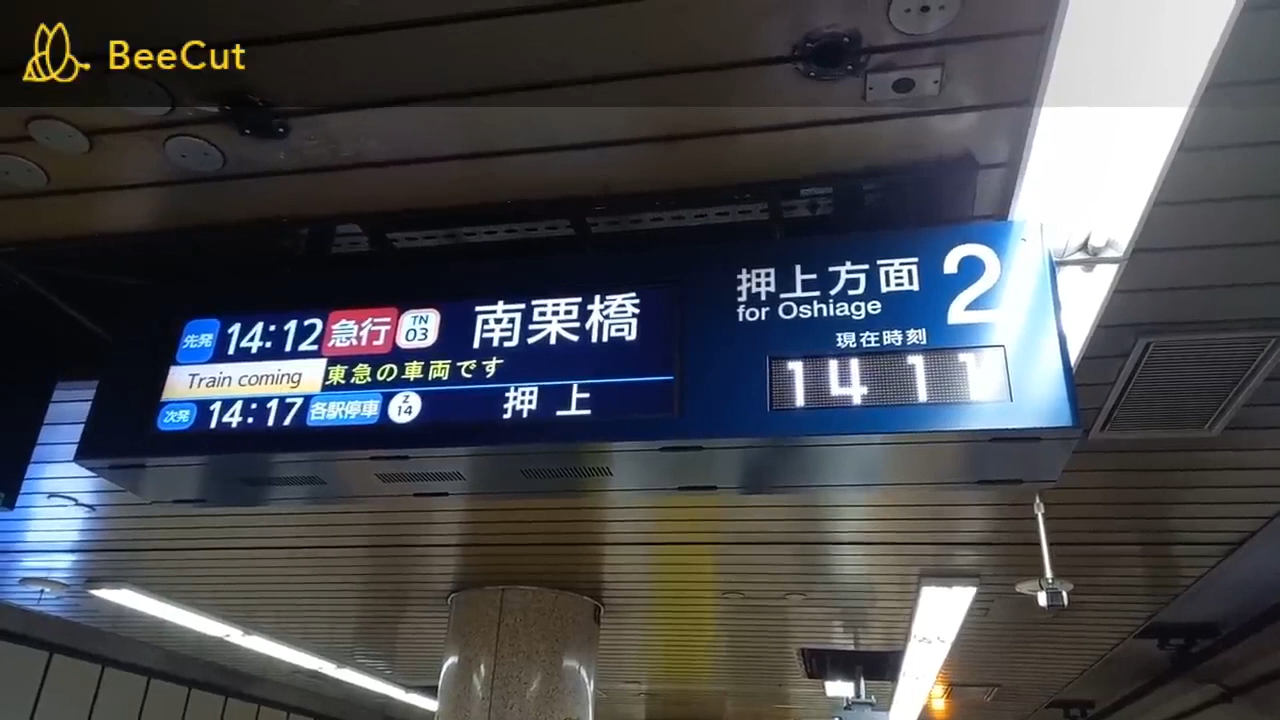 BeeCut
先発 14:12 急行 TN 03 南栗橋
Train coming 東急の車両です
次発 14:17 各駅停車 Z 14 押上
押上方面 2
for Oshiage
現在時刻
14 11